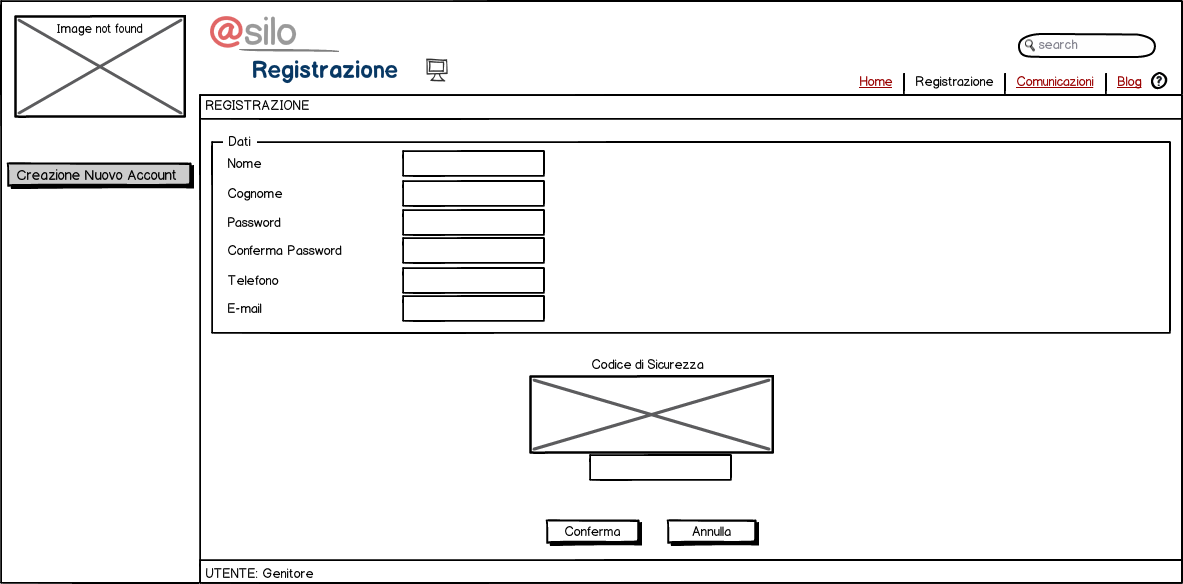 Image not found
@silo
Registrazione
search
Home
Registrazione
Comunicazioni
Blog
?
REGISTRAZIONE
Creazione Nuovo Account
Dati
Nome
Cognome
Password
Conferma Password
Telefono
E-mail
Codice di Sicurezza
Conferma
Annulla
UTENTE: Genitore